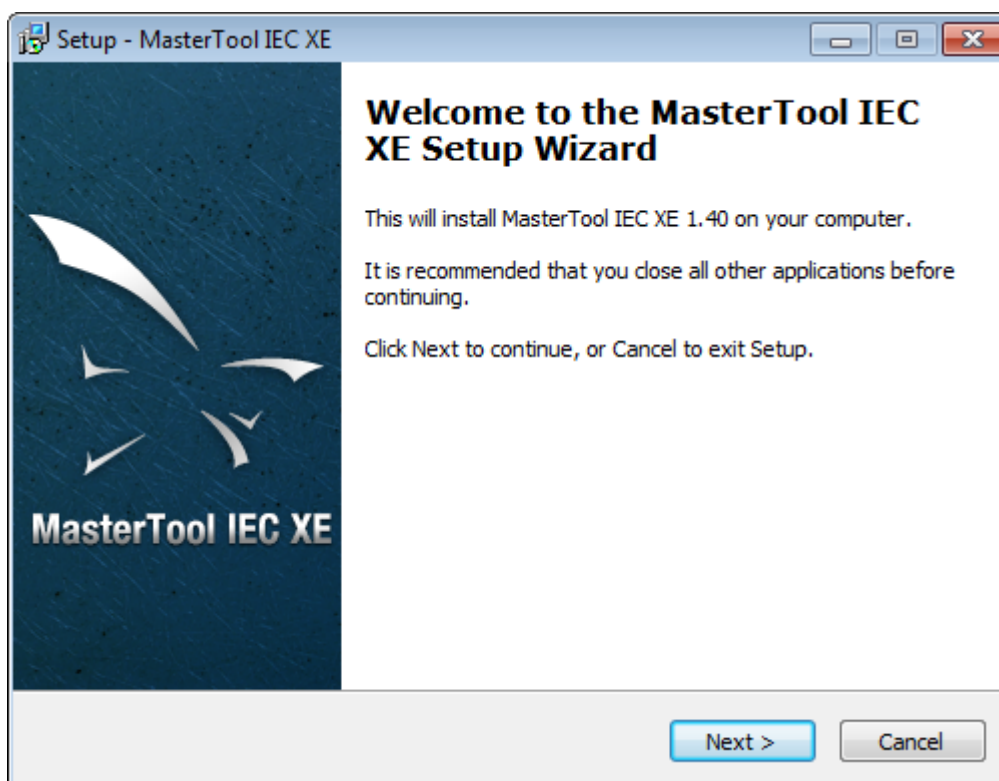 Setup - MasterTool IEC XE
Welcome to the MasterTool IEC
XE Setup Wizard
This will install MasterTool IEC XE 1.40 on your computer.
It is recommended that you close all other applications before
continuing.
Click Next to continue, or Cancel to exit Setup.
MasterTool IEC XE
Next >
Cancel